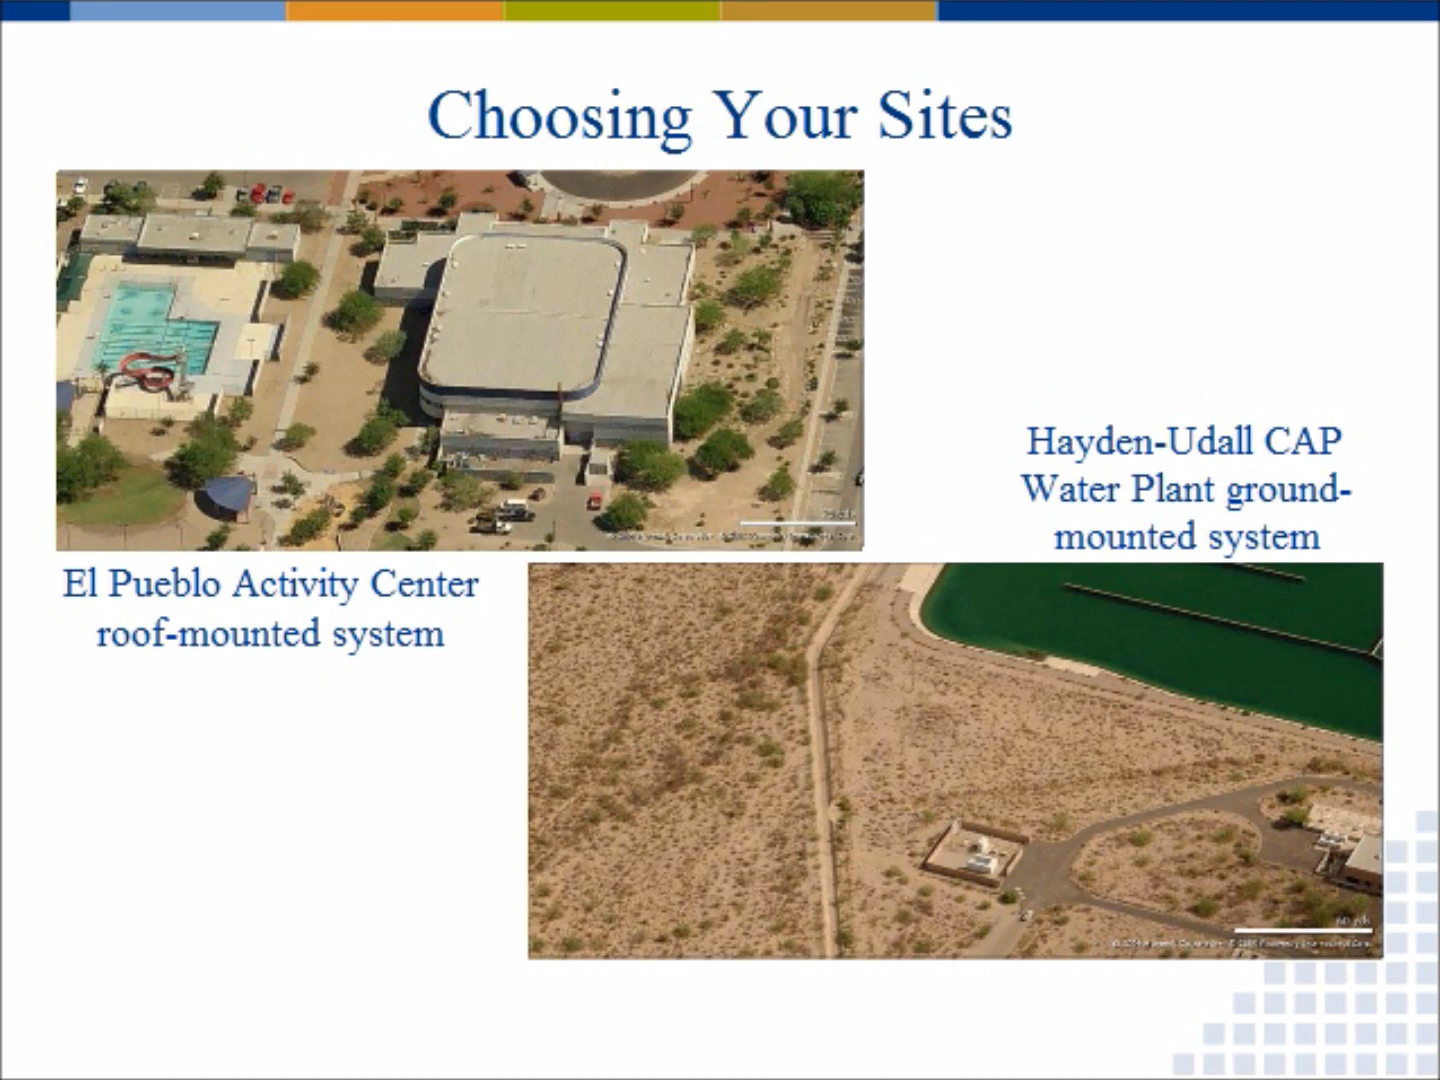 Choosing Your Sites
Hayden-Udall CAP
Water Plant ground-
mounted system
El Pueblo Activity Center
roof-mounted system